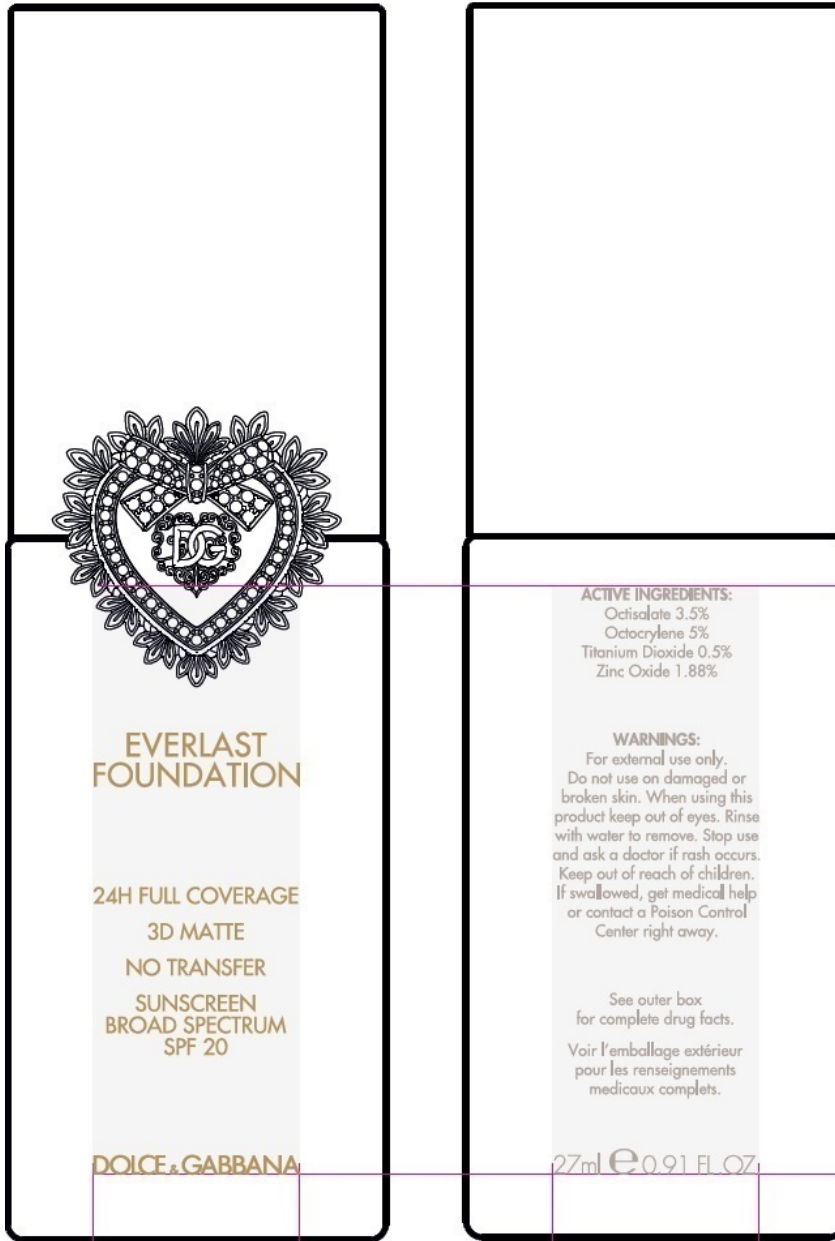 DG
EVERLAST
FOUNDATION
24H FULL COVERAGE
3D MATTE
NO TRANSFER
SUNSCREEN
BROAD SPECTRUM
SPF 20
DOLCE & GABBANA
ACTIVE INGREDIENTS:
Octisalate 3.5%
Octocrylene 5%
Titanium Dioxide 0.5%
Zinc Oxide 1.88%
WARNINGS:
For external use only.
Do not use on damaged or
broken skin. When using this
product keep out of eyes. Rinse
with water to remove. Stop use
and ask a doctor if rash occurs.
Keep out of reach of children.
If swallowed, get medical help
or contact a Poison Control
Center right away.
See outer box
for complete drug facts.
Voir l'emballage extérieur
pour les renseignements
medicaux complets.
27ml ℮ 0.91 FL.OZ.